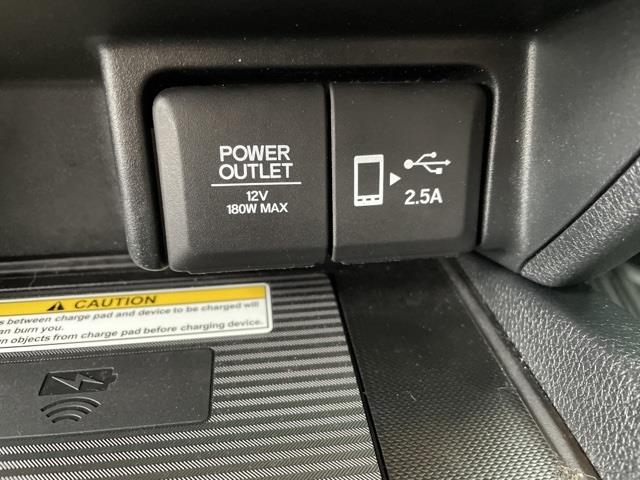 POWER
OUTLET
12V
180W MAX
2.5A
CAUTION
between charge pad and device to be charged will
burn you.
objects from charge pad before charging device.